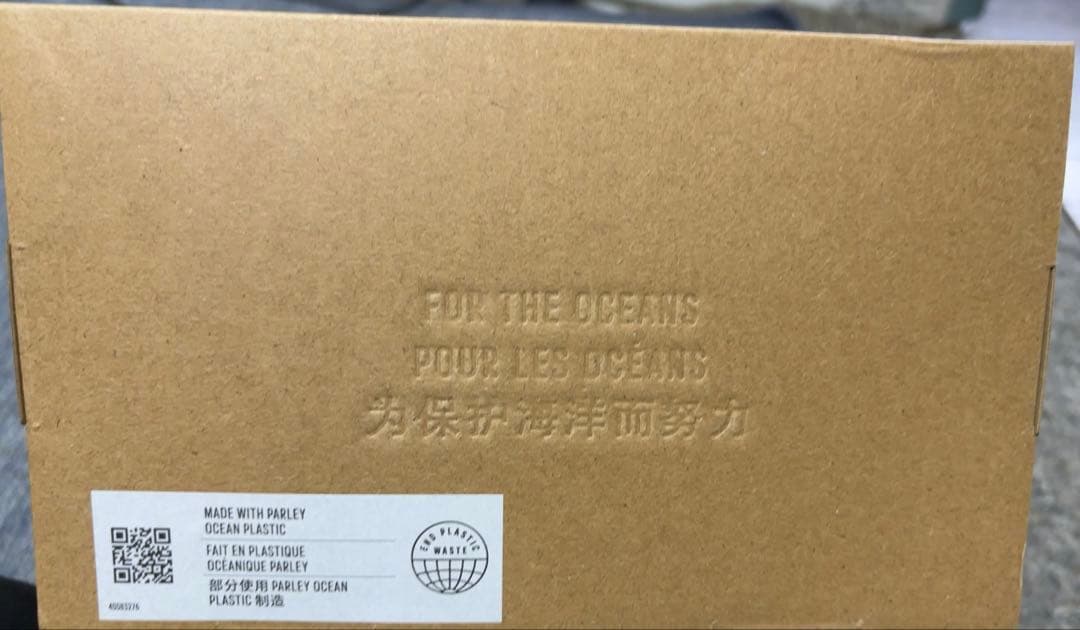 FOR THE OCEANS
POUR LES OCÉANS
为保护海洋而努力
MADE WITH PARLEY
OCEAN PLASTIC
FAIT EN PLASTIQUE
OCÉANIQUE PARLEY
部分使用 PARLEY OCEAN
PLASTIC 制造
40083276
END PLASTIC
WASTE